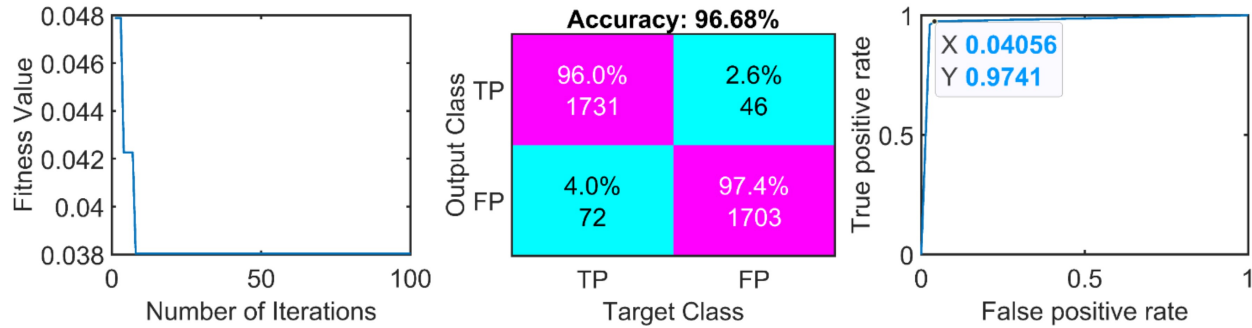 0.048
0.046
0.044
0.042
0.04
0.038
0
50
100
Fitness Value
Number of Iterations
Accuracy: 96.68%
Output Class
TP
96.0%
1731
2.6%
46
FP
4.0%
72
97.4%
1703
TP
FP
Target Class
1
0.5
0
X 0.04056
Y 0.9741
True positive rate
0
0.5
1
False positive rate